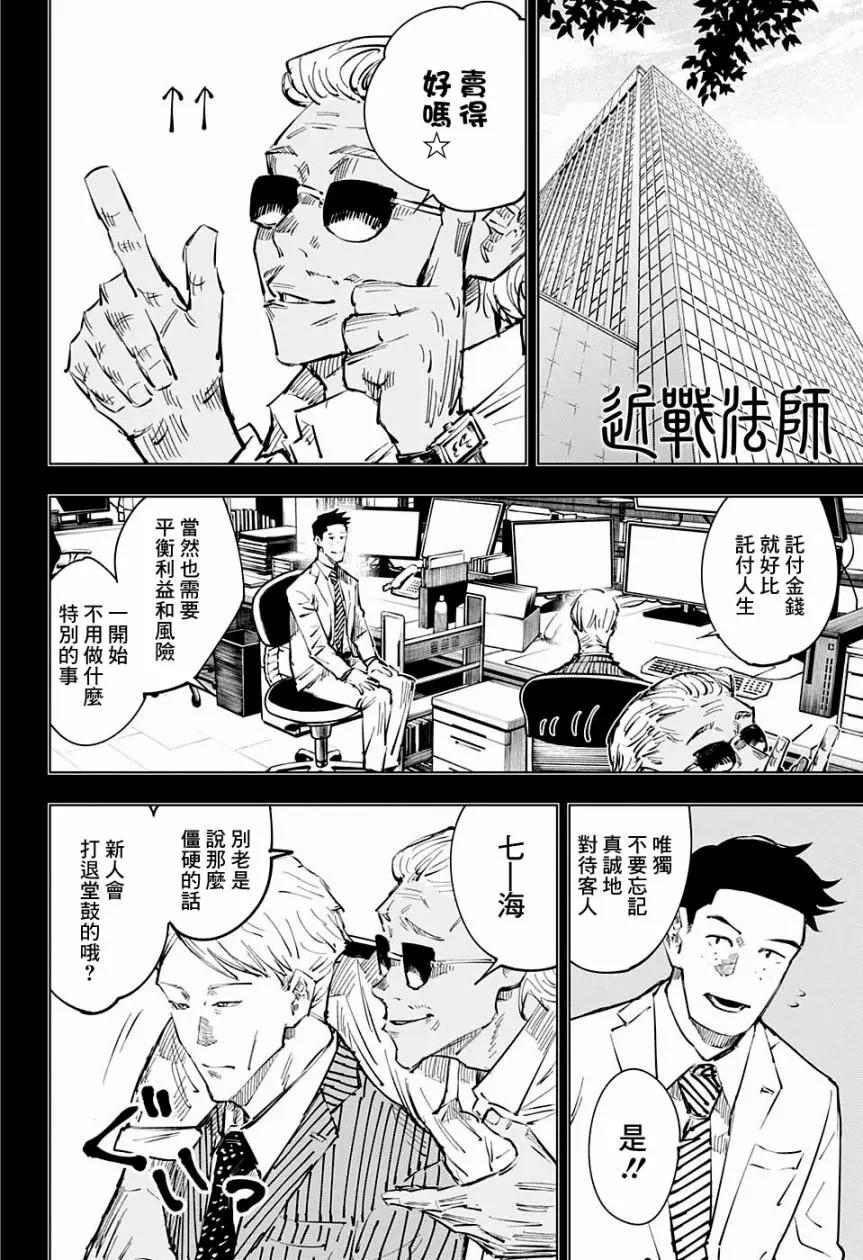 近戰法師
賣得
好嗎
☆
↑↑
託付金錢
就好比
託付人生
當然也需要
平衡利益和風險
一開始
不用做什麼
特別的事
唯獨
不要忘記
真誠地
對待客人
是!!
七—海
別老是
說那麼
僵硬的話
新人會
打退堂鼓的哦?
ぐいっ